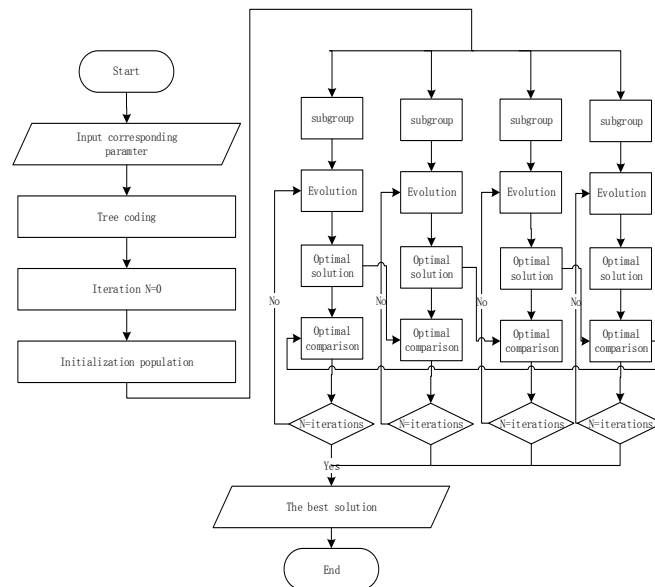 Start
Input corresponding
paramter
Tree coding
Iteration N=0
Initialization population
subgroup
subgroup
subgroup
subgroup
Evolution
Evolution
Evolution
Evolution
Optimal
solution
Optimal
solution
Optimal
solution
Optimal
solution
No
No
No
No
Optimal
comparison
Optimal
comparison
Optimal
comparison
Optimal
comparison
N=iterations
N=iterations
N=iterations
N=iterations
Yes
The best solution
End